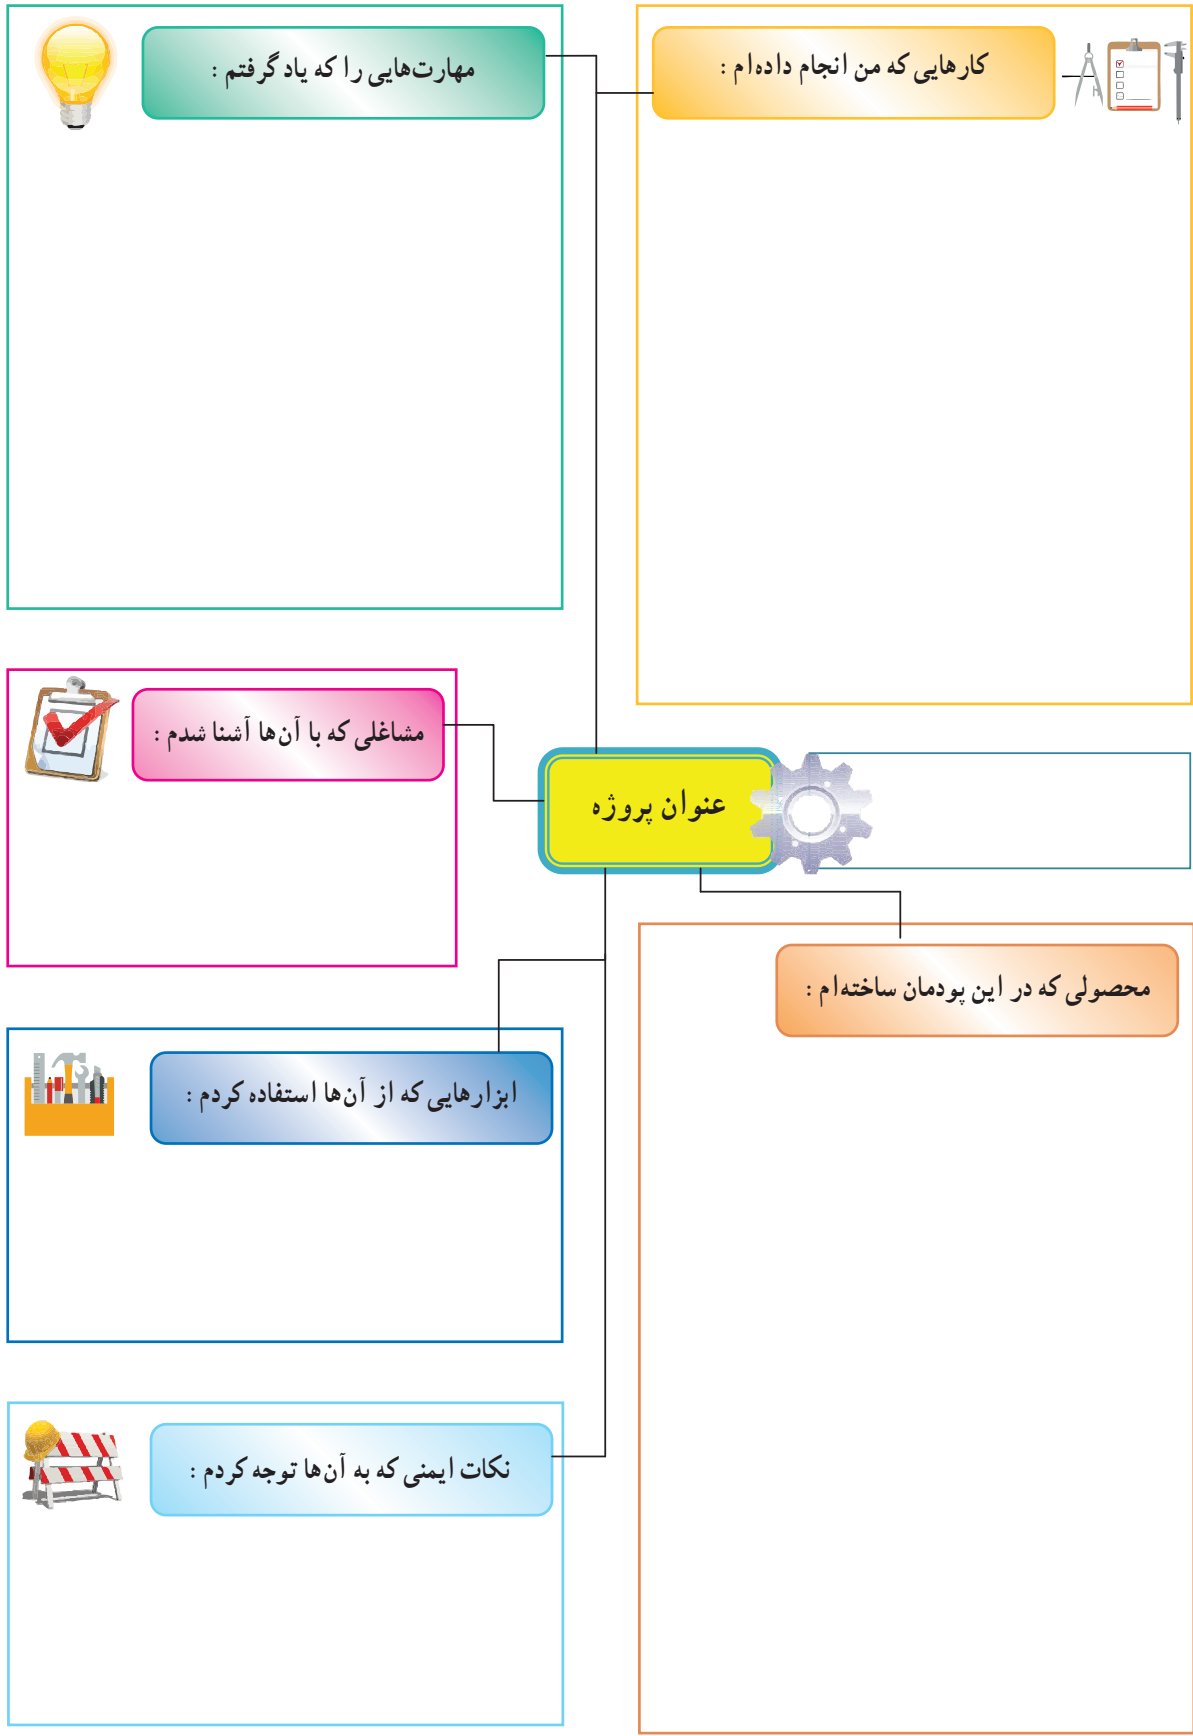 کارهایی که من انجام داده‌ام :
مهارت‌هایی را که یاد گرفتم :
مشاغلی که با آن‌ها آشنا شدم :
عنوان پروژه
محصولی که در این پودمان ساخته‌ام :
ابزارهایی که از آن‌ها استفاده کردم :
نکات ایمنی که به آن‌ها توجه کردم :